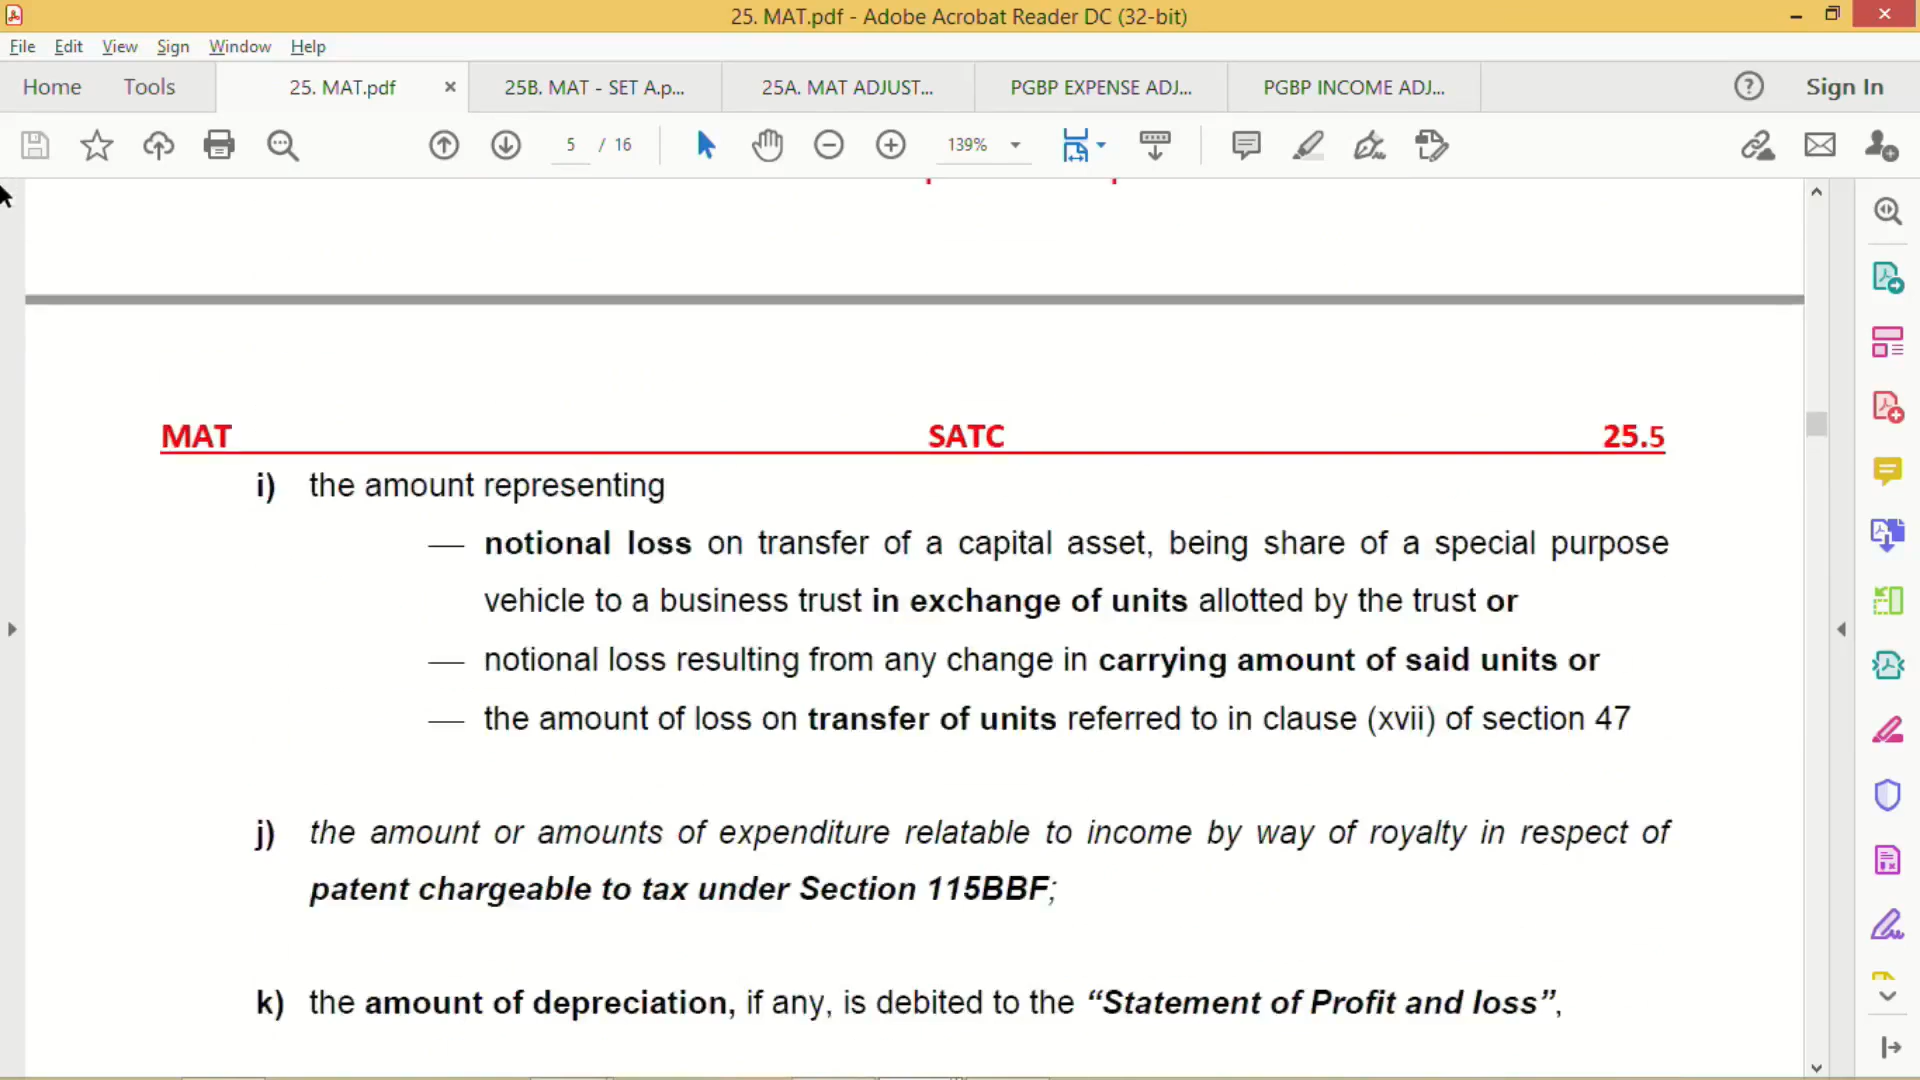 25. MAT.pdf - Adobe Acrobat Reader DC (32-bit)
File Edit View Sign Window Help
Home Tools 25. MAT.pdf × 25B. MAT - SET A.p... 25A. MAT ADJUST... PGBP EXPENSE ADJ... PGBP INCOME ADJ... Sign In
5 / 16 139%
MAT SATC 25.5
i) the amount representing
— notional loss on transfer of a capital asset, being share of a special purpose
vehicle to a business trust in exchange of units allotted by the trust or
— notional loss resulting from any change in carrying amount of said units or
— the amount of loss on transfer of units referred to in clause (xvii) of section 47
j) the amount or amounts of expenditure relatable to income by way of royalty in respect of
patent chargeable to tax under Section 115BBF;
k) the amount of depreciation, if any, is debited to the “Statement of Profit and loss”,